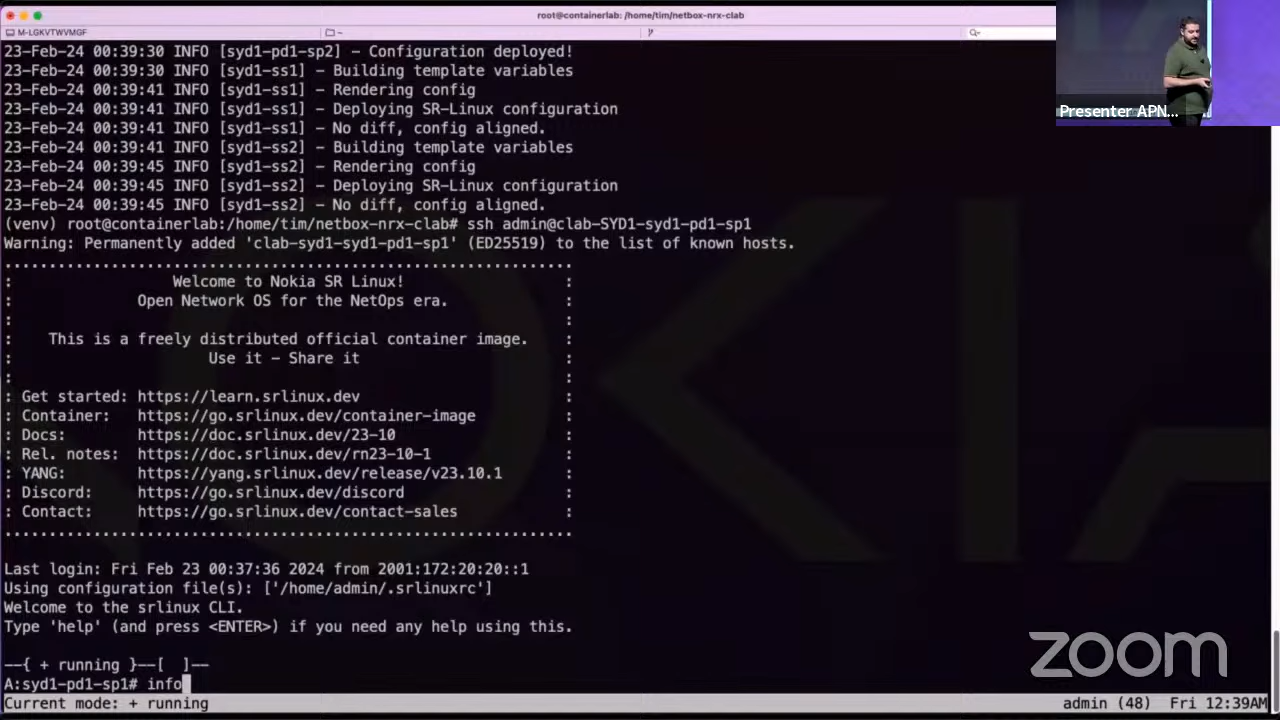 root@containerlab: /home/tim/netbox-nrx-clab
M-LGKVTWVMGF
~
23-Feb-24 00:39:30 INFO [syd1-pd1-sp2] – Configuration deployed!
23-Feb-24 00:39:30 INFO [syd1-ss1] – Building template variables
23-Feb-24 00:39:41 INFO [syd1-ss1] – Rendering config
23-Feb-24 00:39:41 INFO [syd1-ss1] – Deploying SR-Linux configuration
23-Feb-24 00:39:41 INFO [syd1-ss1] – No diff, config aligned.
23-Feb-24 00:39:41 INFO [syd1-ss2] – Building template variables
23-Feb-24 00:39:45 INFO [syd1-ss2] – Rendering config
23-Feb-24 00:39:45 INFO [syd1-ss2] – Deploying SR-Linux configuration
23-Feb-24 00:39:45 INFO [syd1-ss2] – No diff, config aligned.
(venv) root@containerlab:/home/tim/netbox-nrx-clab# ssh admin@clab-SYD1-syd1-pd1-sp1
Warning: Permanently added 'clab-syd1-syd1-pd1-sp1' (ED25519) to the list of known hosts.
................................................................
: Welcome to Nokia SR Linux! :
: Open Network OS for the NetOps era. :
: :
: This is a freely distributed official container image. :
: Use it – Share it :
: :
: Get started: https://learn.srlinux.dev :
: Container: https://go.srlinux.dev/container-image :
: Docs: https://doc.srlinux.dev/23-10 :
: Rel. notes: https://doc.srlinux.dev/rn23-10-1 :
: YANG: https://yang.srlinux.dev/release/v23.10.1 :
: Discord: https://go.srlinux.dev/discord :
: Contact: https://go.srlinux.dev/contact-sales :
................................................................
Last login: Fri Feb 23 00:37:36 2024 from 2001:172:20:20::1
Using configuration file(s): ['/home/admin/.srlinuxrc']
Welcome to the srlinux CLI.
Type 'help' (and press <ENTER>) if you need any help using this.
--{ + running }--[ ]--
A:syd1-pd1-sp1# info
Current mode: + running
admin (48) Fri 12:39AM
Presenter APN...
zoom
NOKIA